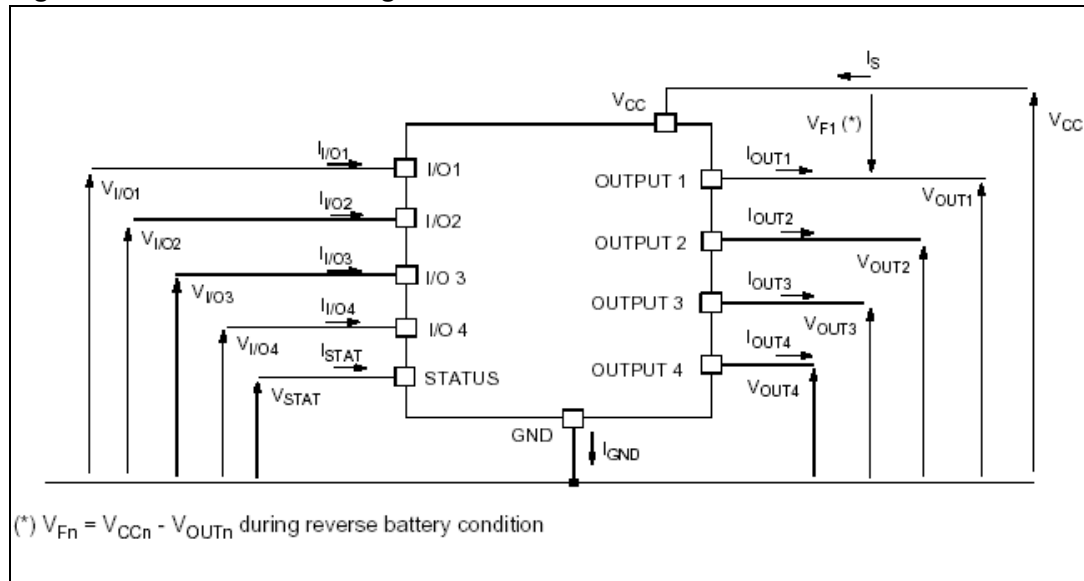 I_S
V_CC
V_F1 (*)
V_CC
I_I/O1
I/O1
V_I/O1
I_OUT1
OUTPUT 1
V_OUT1
I_I/O2
I/O2
V_I/O2
I_OUT2
OUTPUT 2
V_OUT2
I_I/O3
I/O 3
V_I/O3
I_OUT3
OUTPUT 3
V_OUT3
I_I/O4
I/O 4
V_I/O4
I_OUT4
OUTPUT 4
V_OUT4
I_STAT
STATUS
V_STAT
GND
I_GND
(*) V_Fn = V_CCn - V_OUTn during reverse battery condition